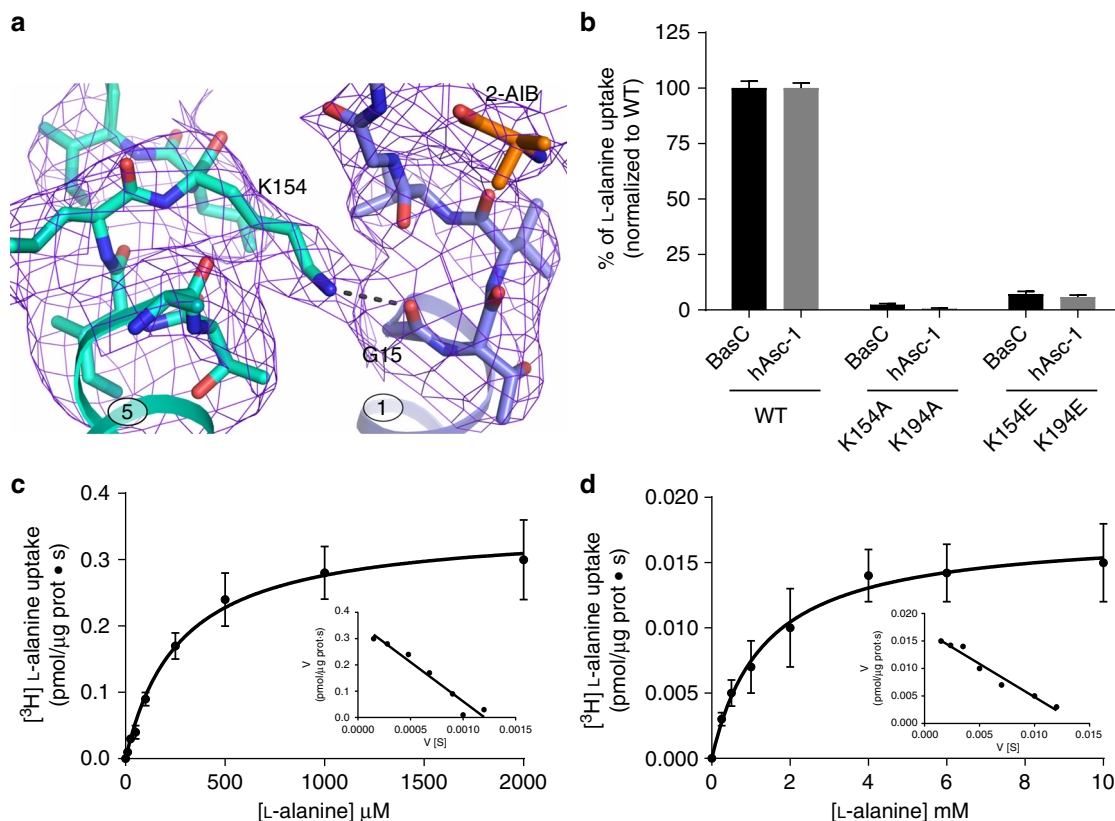 a
2-AIB
K154
G15
5
1
b
% of L-alanine uptake
(normalized to WT)
125
100
75
50
25
0
BasC
hAsc-1
BasC
hAsc-1
BasC
hAsc-1
WT
K154A
K194A
K154E
K194E
c
[³H] L-alanine uptake
(pmol/µg prot • s)
0.4
0.3
0.2
0.1
0.0
0
500
1000
1500
2000
[L-alanine] µM
V
(pmol/µg prot·s)
0.4
0.3
0.2
0.1
0.0
0.0000
0.0005
0.0010
0.0015
V [S]
d
[³H] L-alanine uptake
(pmol/µg prot • s)
0.020
0.015
0.010
0.005
0.000
0
2
4
6
8
10
[L-alanine] mM
V
(pmol/µg prot·s)
0.020
0.015
0.010
0.005
0.000
0.000
0.005
0.010
0.015
V [S]